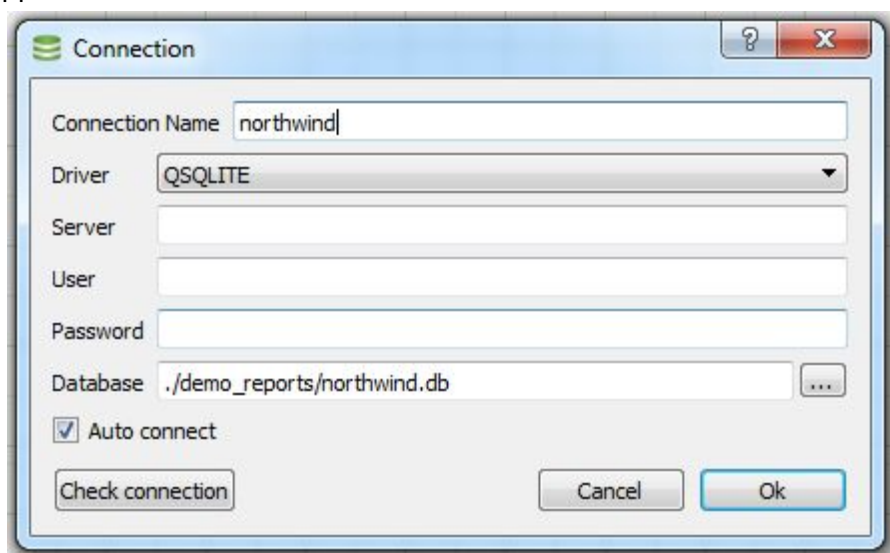 Connection
Connection Name northwind
Driver QSQLITE
Server
User
Password
Database ./demo_reports/northwind.db ...
Auto connect
Check connection Cancel Ok